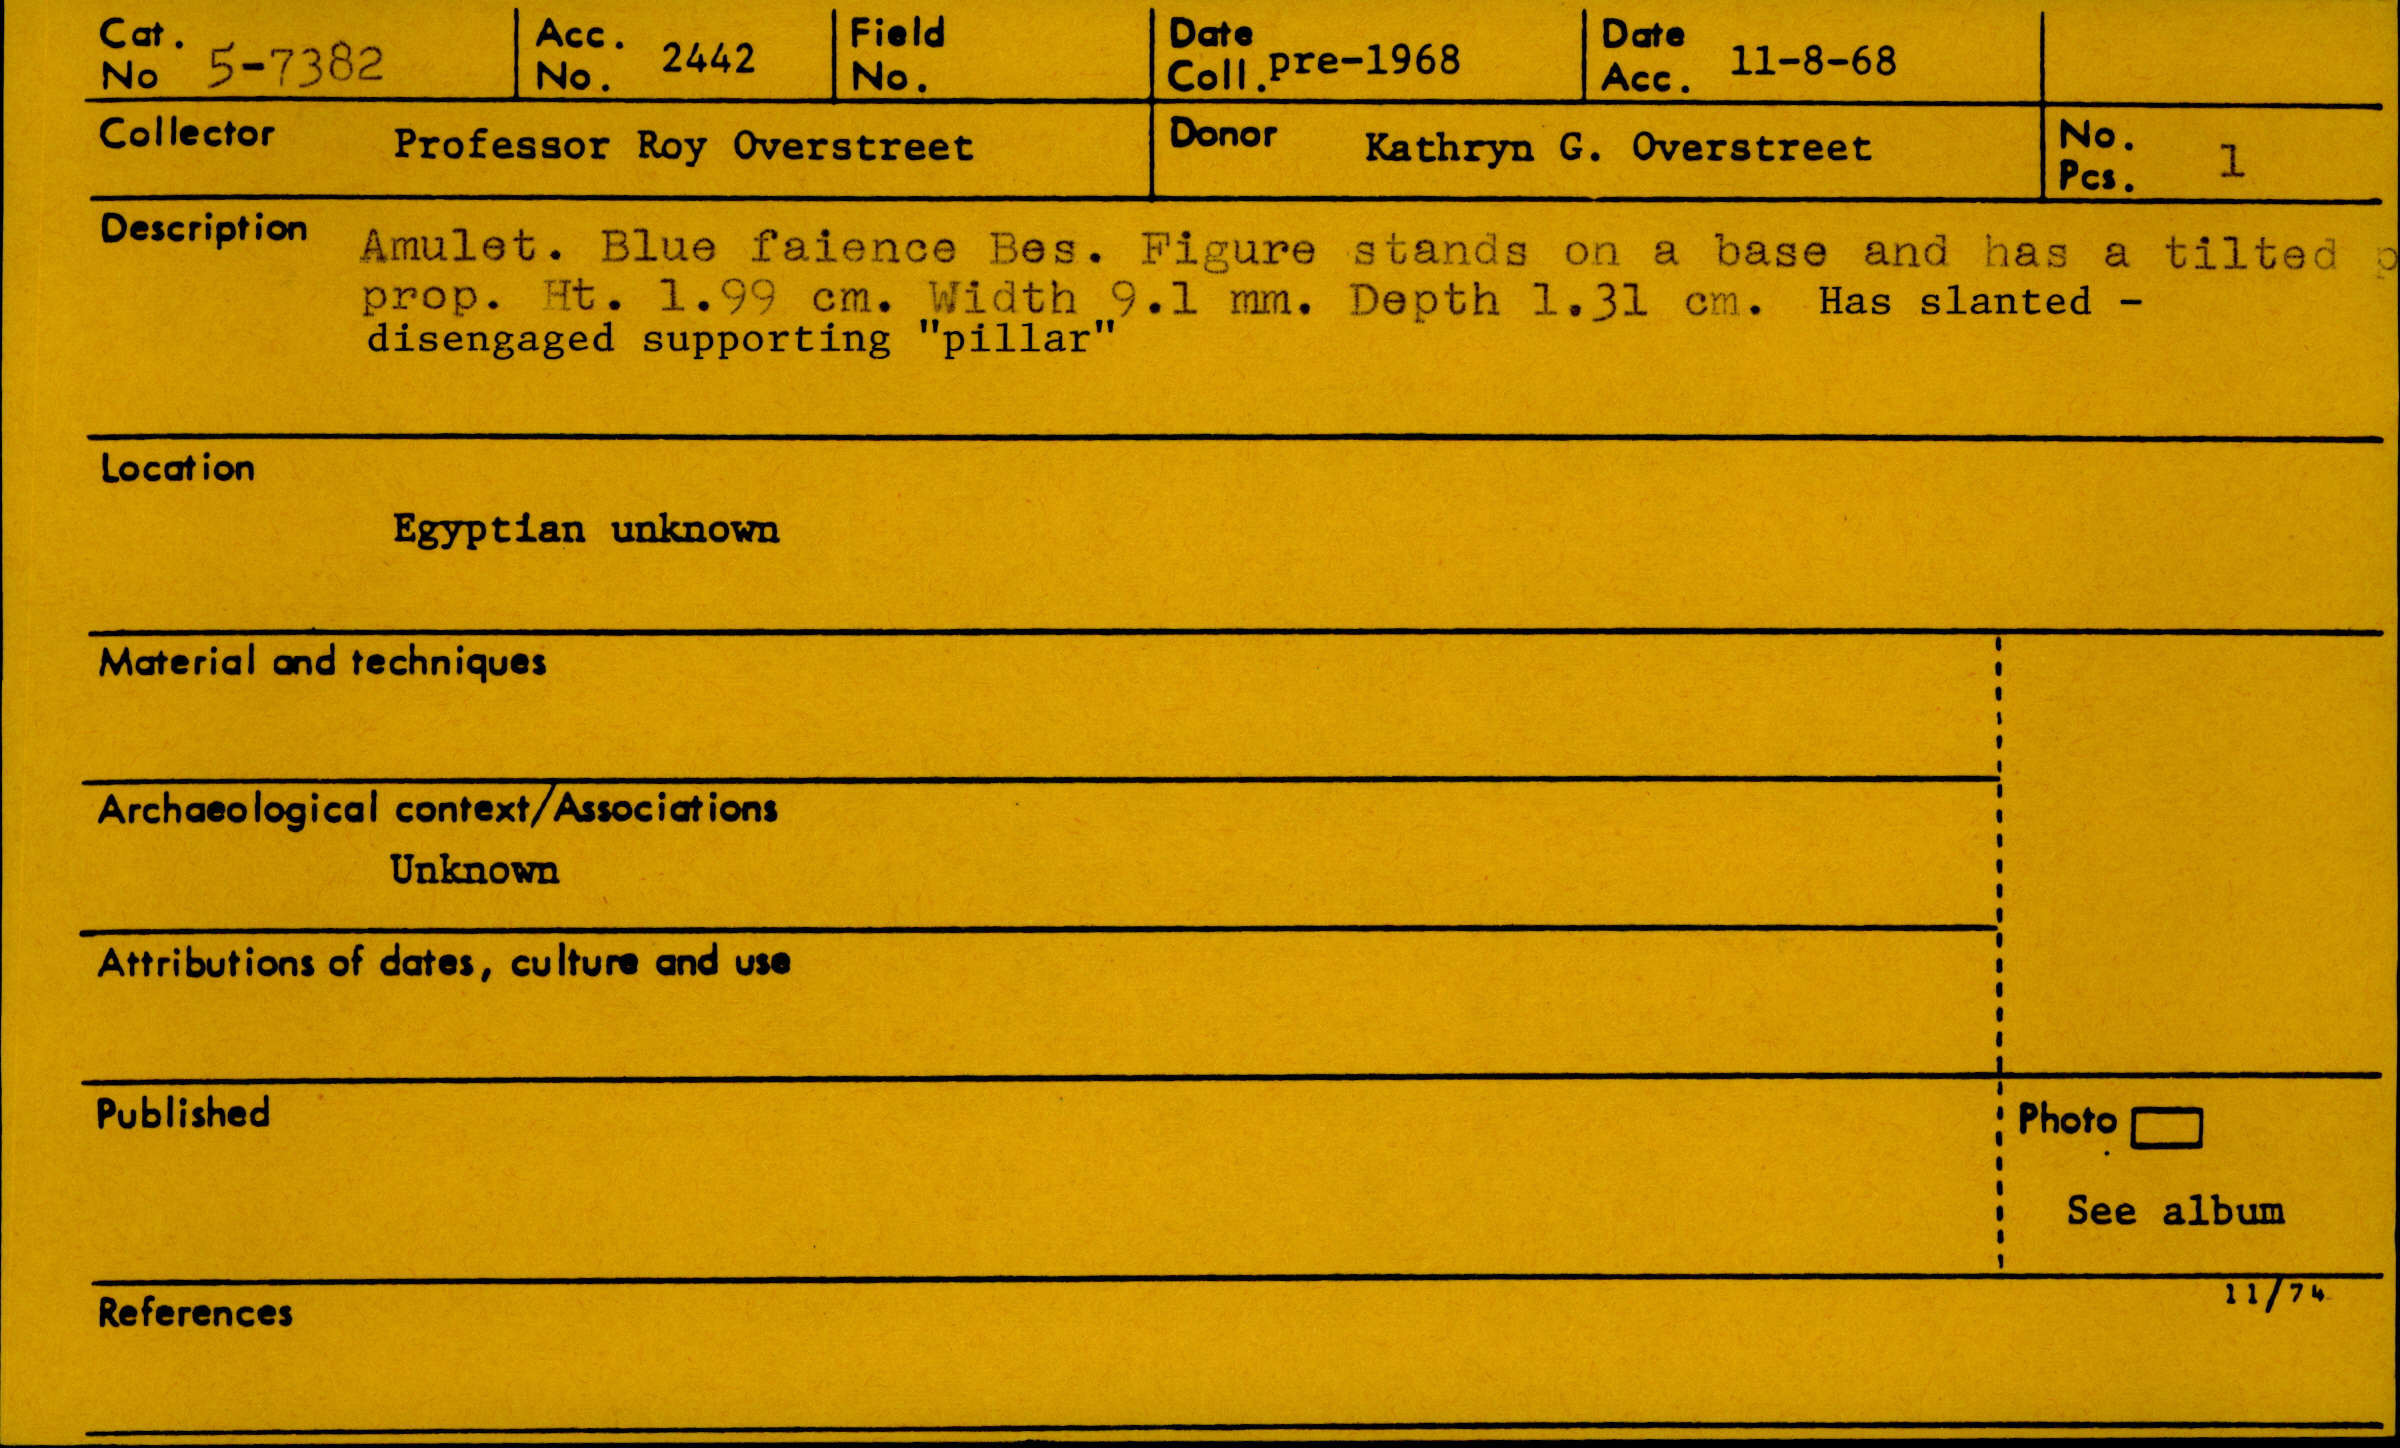 Cat. No 5-7382 Acc. No. 2442 Field No. Date Coll. pre-1968 Date Acc. 11-8-68
Collector Professor Roy Overstreet Donor Kathryn G. Overstreet No. Pcs. 1
Description Amulet. Blue faience Bes. Figure stands on a base and has a tilted p
prop. Ht. 1.99 cm. Width 9.1 mm. Depth 1.31 cm. Has slanted -
disengaged supporting "pillar"
Location
Egyptian unknown
Material and techniques
Archaeological context/Associations
Unknown
Attributions of dates, culture and use
Published
Photo
See album
References
11/74